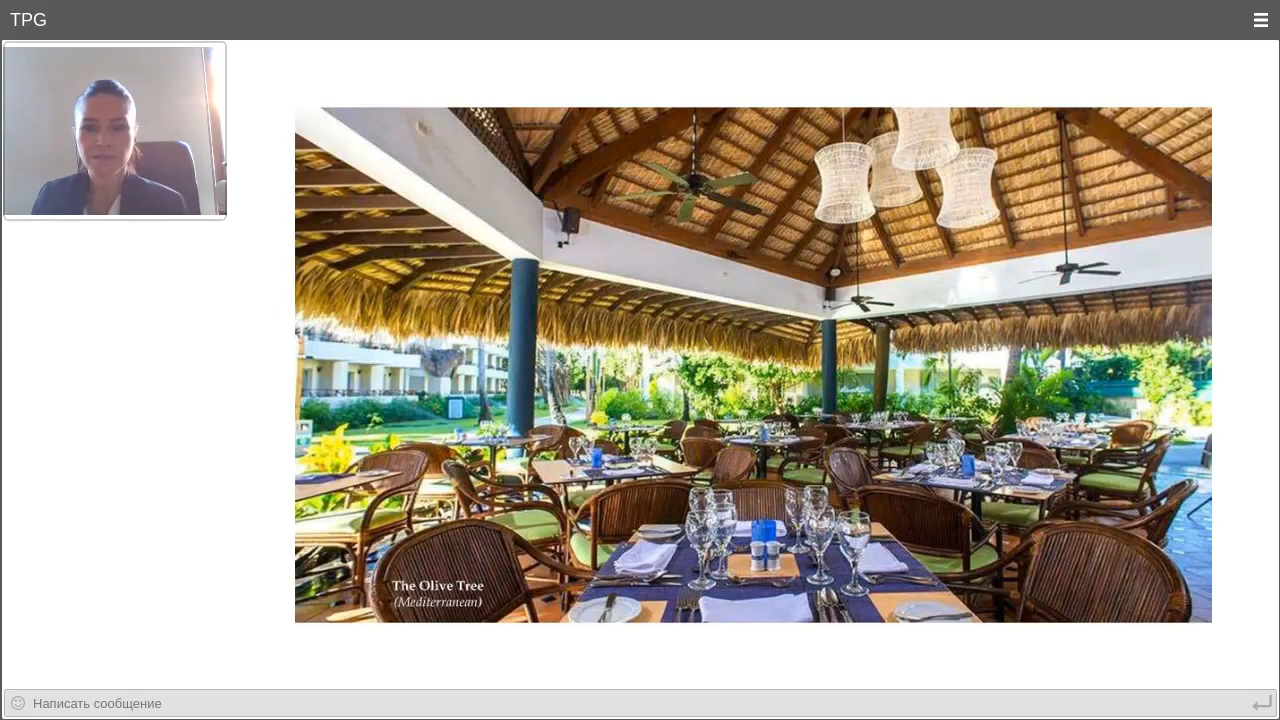 TPG
The Olive Tree
(Mediterranean)
Написать сообщение